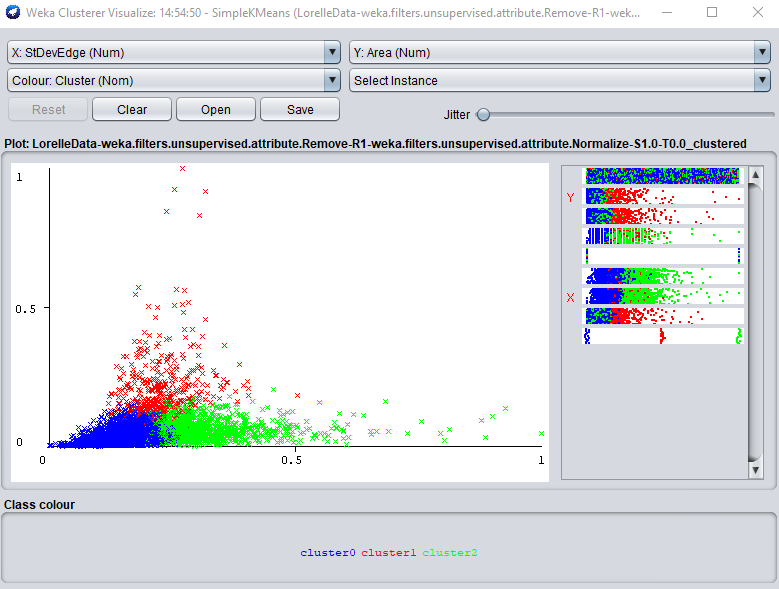 Weka Clusterer Visualize: 14:54:50 - SimpleKMeans (LorelleData-weka.filters.unsupervised.attribute.Remove-R1-wek...
X: StDevEdge (Num) Y: Area (Num)
Colour: Cluster (Nom) Select Instance
Reset Clear Open Save Jitter
Plot: LorelleData-weka.filters.unsupervised.attribute.Remove-R1-weka.filters.unsupervised.attribute.Normalize-S1.0-T0.0_clustered
1
0.5
0
0 0.5 1
Y
X
Class colour
cluster0 cluster1 cluster2